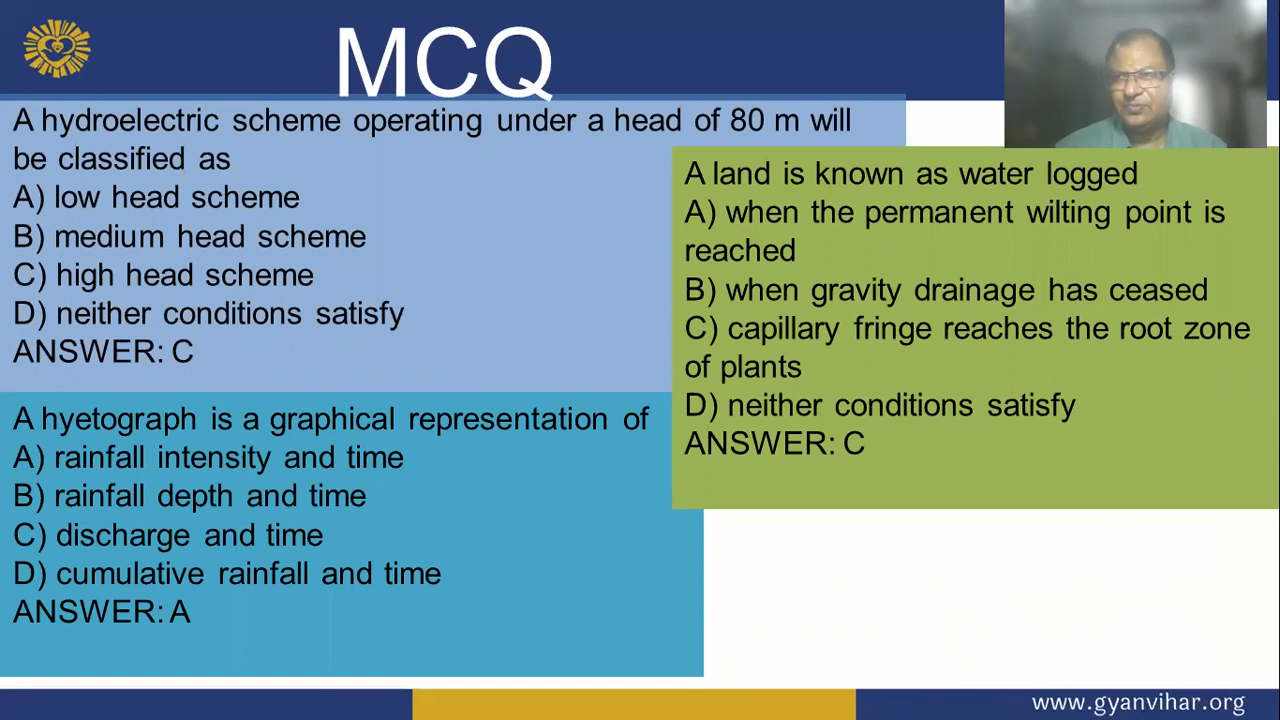 MCQ
A hydroelectric scheme operating under a head of 80 m will
be classified as
A) low head scheme
B) medium head scheme
C) high head scheme
D) neither conditions satisfy
ANSWER: C
A hyetograph is a graphical representation of
A) rainfall intensity and time
B) rainfall depth and time
C) discharge and time
D) cumulative rainfall and time
ANSWER: A
A land is known as water logged
A) when the permanent wilting point is
reached
B) when gravity drainage has ceased
C) capillary fringe reaches the root zone
of plants
D) neither conditions satisfy
ANSWER: C
www.gyanvihar.org